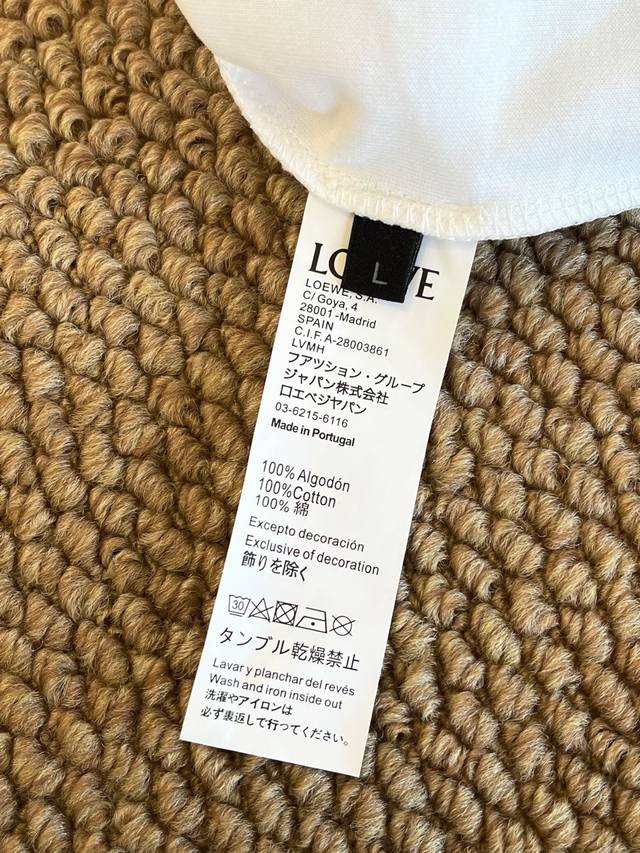 LOEWE
L
LOEWE, S.A.
C/ Goya, 4
28001 -Madrid
SPAIN
C.I.F. A-28003861
LVMH
フアツション・グループ
ジャパン株式会社
口エベジヤパン
03-6215-6116
Made in Portugal
100% Algodón
100%Cotton
100% 綿
Excepto decoración
Exclusive of decoration
飾りを除く
30
タンブル乾燥禁止
Lavar y planchar del revés
Wash and iron inside out
洗濯やアイロンは
必ず裏返して行ってください。